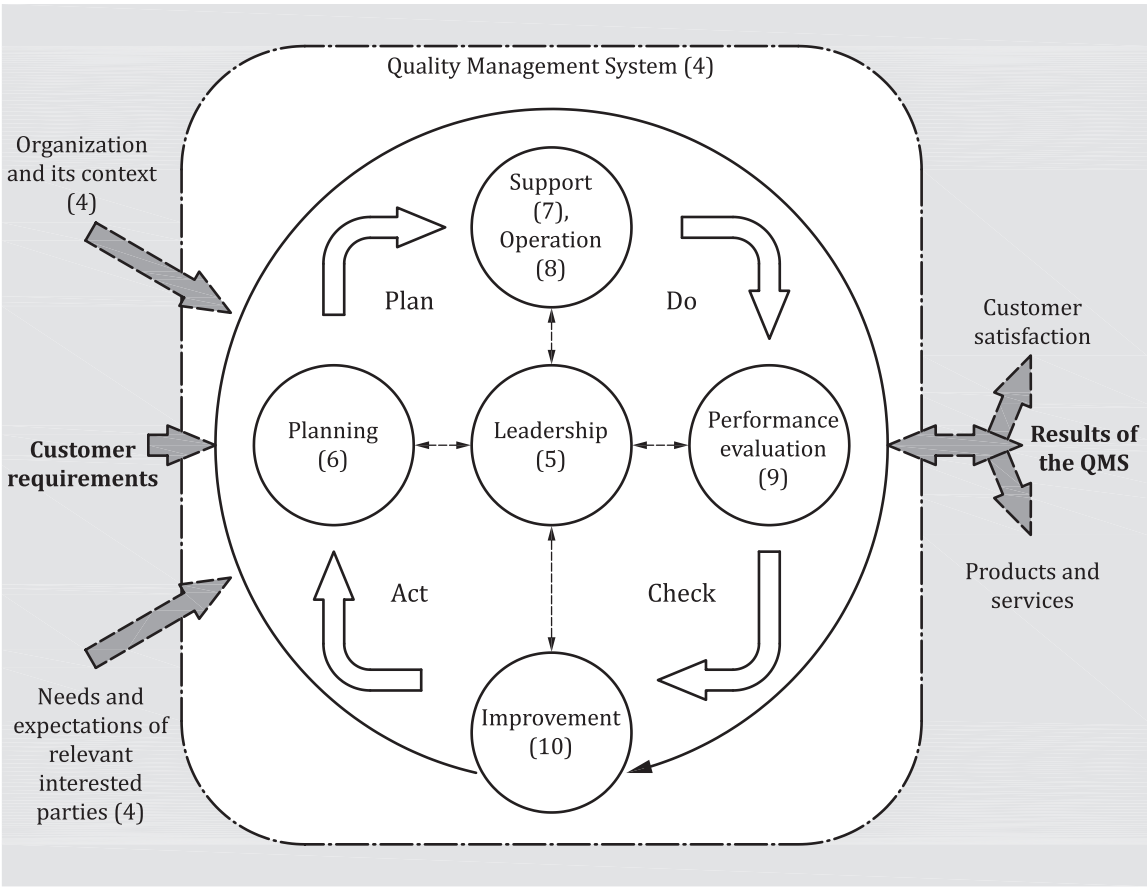 Quality Management System (4)
Organization
and its context
(4)
Support
(7),
Operation
(8)
Plan
Do
Customer
satisfaction
Customer
requirements
Planning
(6)
Leadership
(5)
Performance
evaluation
(9)
Results of
the QMS
Act
Check
Products and
services
Needs and
expectations of
relevant
interested
parties (4)
Improvement
(10)